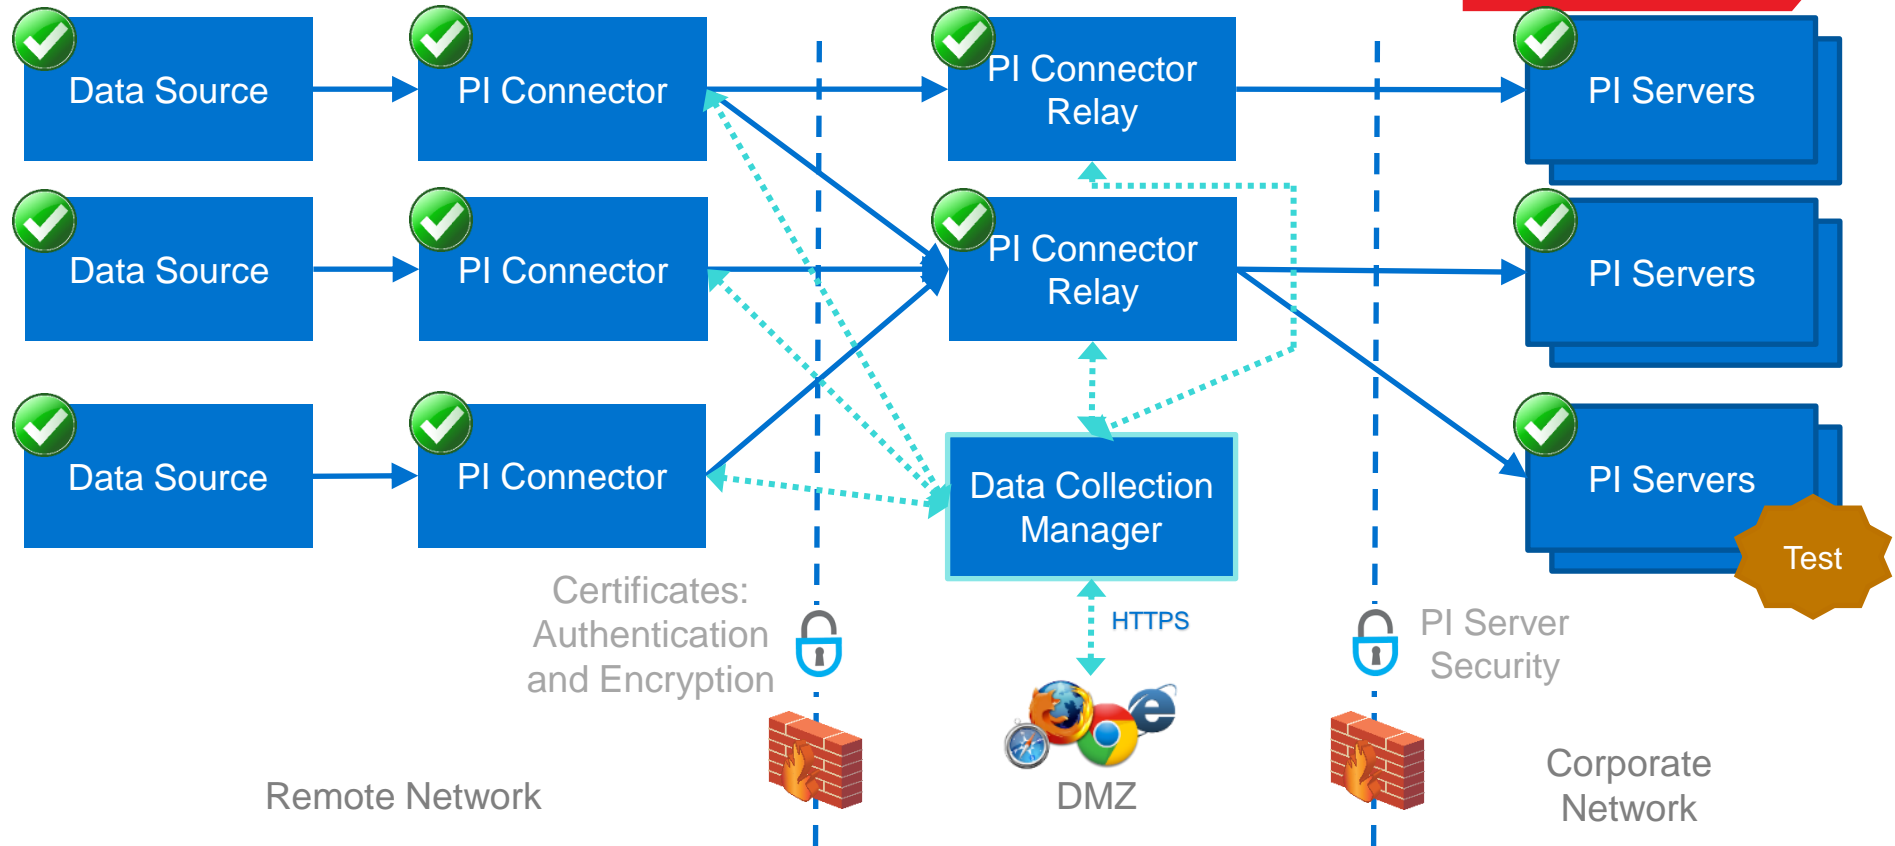 Data Source
PI Connector
PI Connector
Relay
PI Servers
Data Source
PI Connector
PI Connector
Relay
PI Servers
Data Source
PI Connector
Data Collection
Manager
PI Servers
Test
Certificates:
Authentication
and Encryption
HTTPS
PI Server
Security
Remote Network
DMZ
Corporate
Network